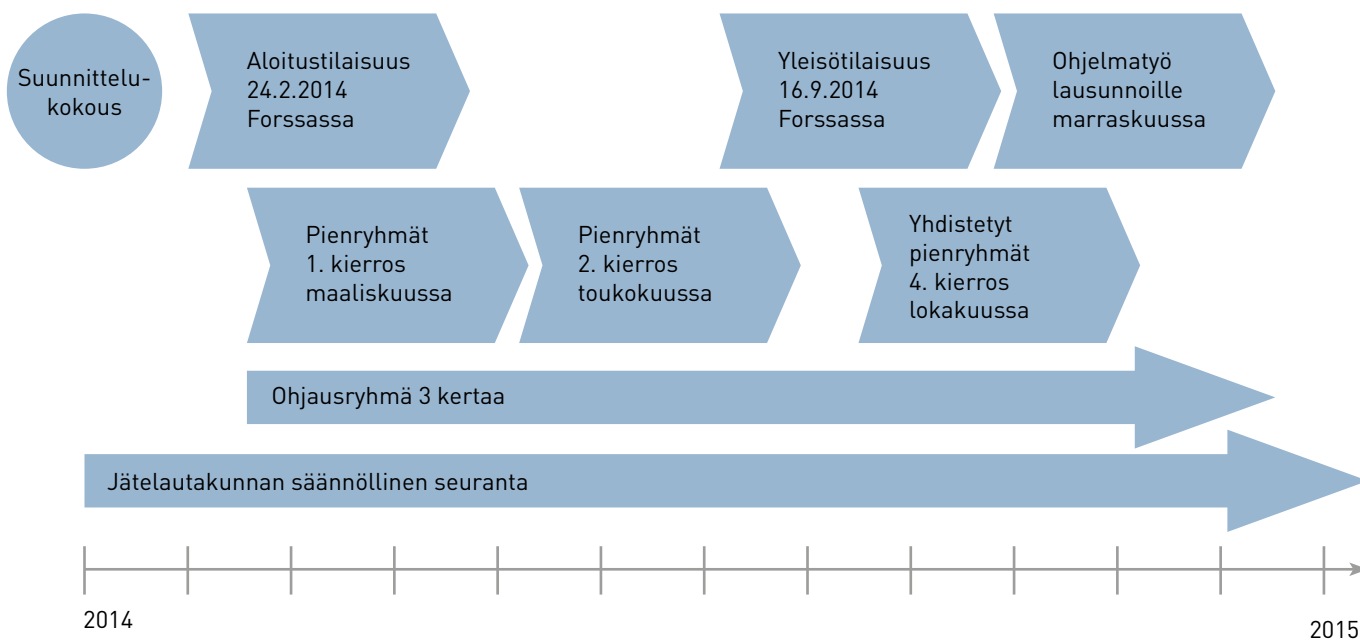 Suunnittelu-
kokous
Aloitustilaisuus
24.2.2014
Forssassa
Yleisötilaisuus
16.9.2014
Forssassa
Ohjelmatyö
lausunnoille
marraskuussa
Pienryhmät
1. kierros
maaliskuussa
Pienryhmät
2. kierros
toukokuussa
Yhdistetyt
pienryhmät
4. kierros
lokakuussa
Ohjausryhmä 3 kertaa
Jätelautakunnan säännöllinen seuranta
2014
2015